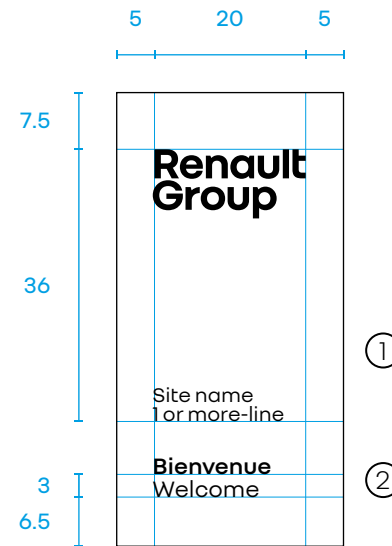 5 20 5
7.5
Renault
Group
36
1
Site name
1 or more-line
Bienvenue
3
Welcome
2
6.5